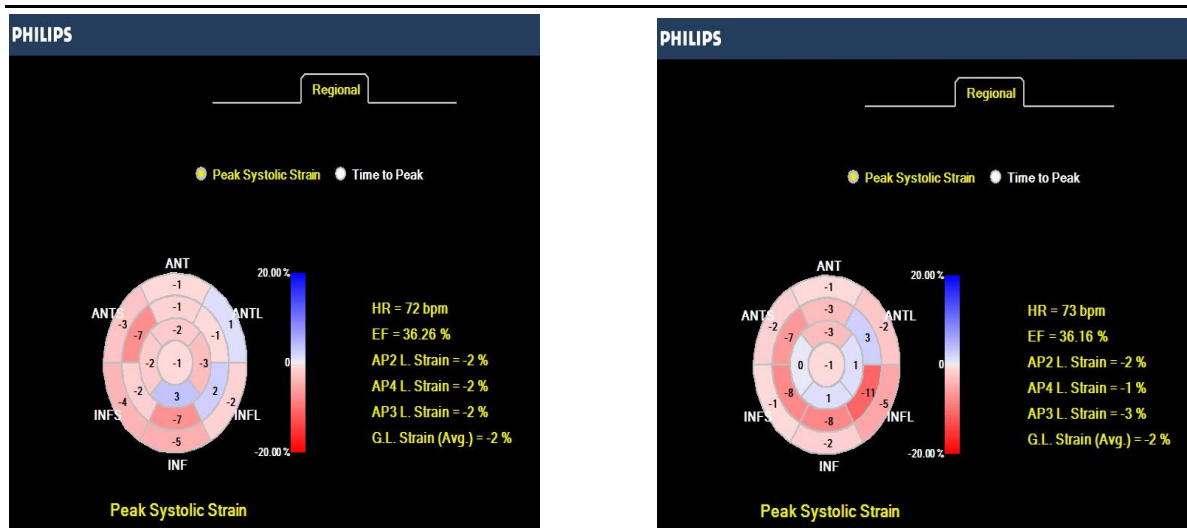 PHILIPS
Regional
Peak Systolic Strain Time to Peak
ANT
ANTS
ANTL
INFS
INFL
INF
-1
-3
1
-4
-2
-5
-1
-7
-1
-2
2
-7
-2
-2
-3
3
-1
20.00 %
0
-20.00 %
HR = 72 bpm
EF = 36.26 %
AP2 L. Strain = -2 %
AP4 L. Strain = -2 %
AP3 L. Strain = -2 %
G.L. Strain (Avg.) = -2 %
Peak Systolic Strain
PHILIPS
Regional
Peak Systolic Strain Time to Peak
ANT
ANTS
ANTL
INFS
INFL
INF
-1
-2
-2
-1
-5
-2
-3
-7
3
-8
-11
-8
-3
0
1
1
-1
20.00 %
0
-20.00 %
HR = 73 bpm
EF = 36.16 %
AP2 L. Strain = -2 %
AP4 L. Strain = -1 %
AP3 L. Strain = -3 %
G.L. Strain (Avg.) = -2 %
Peak Systolic Strain